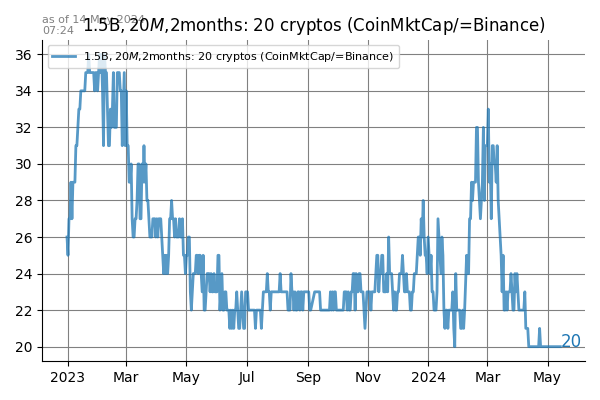 as of 14 May 2024
07:24
1.5B, 20M,2months: 20 cryptos (CoinMktCap/=Binance)
1.5B, 20M,2months: 20 cryptos (CoinMktCap/=Binance)
36
34
32
30
28
26
24
22
20
20
2023
Mar
May
Jul
Sep
Nov
2024
Mar
May